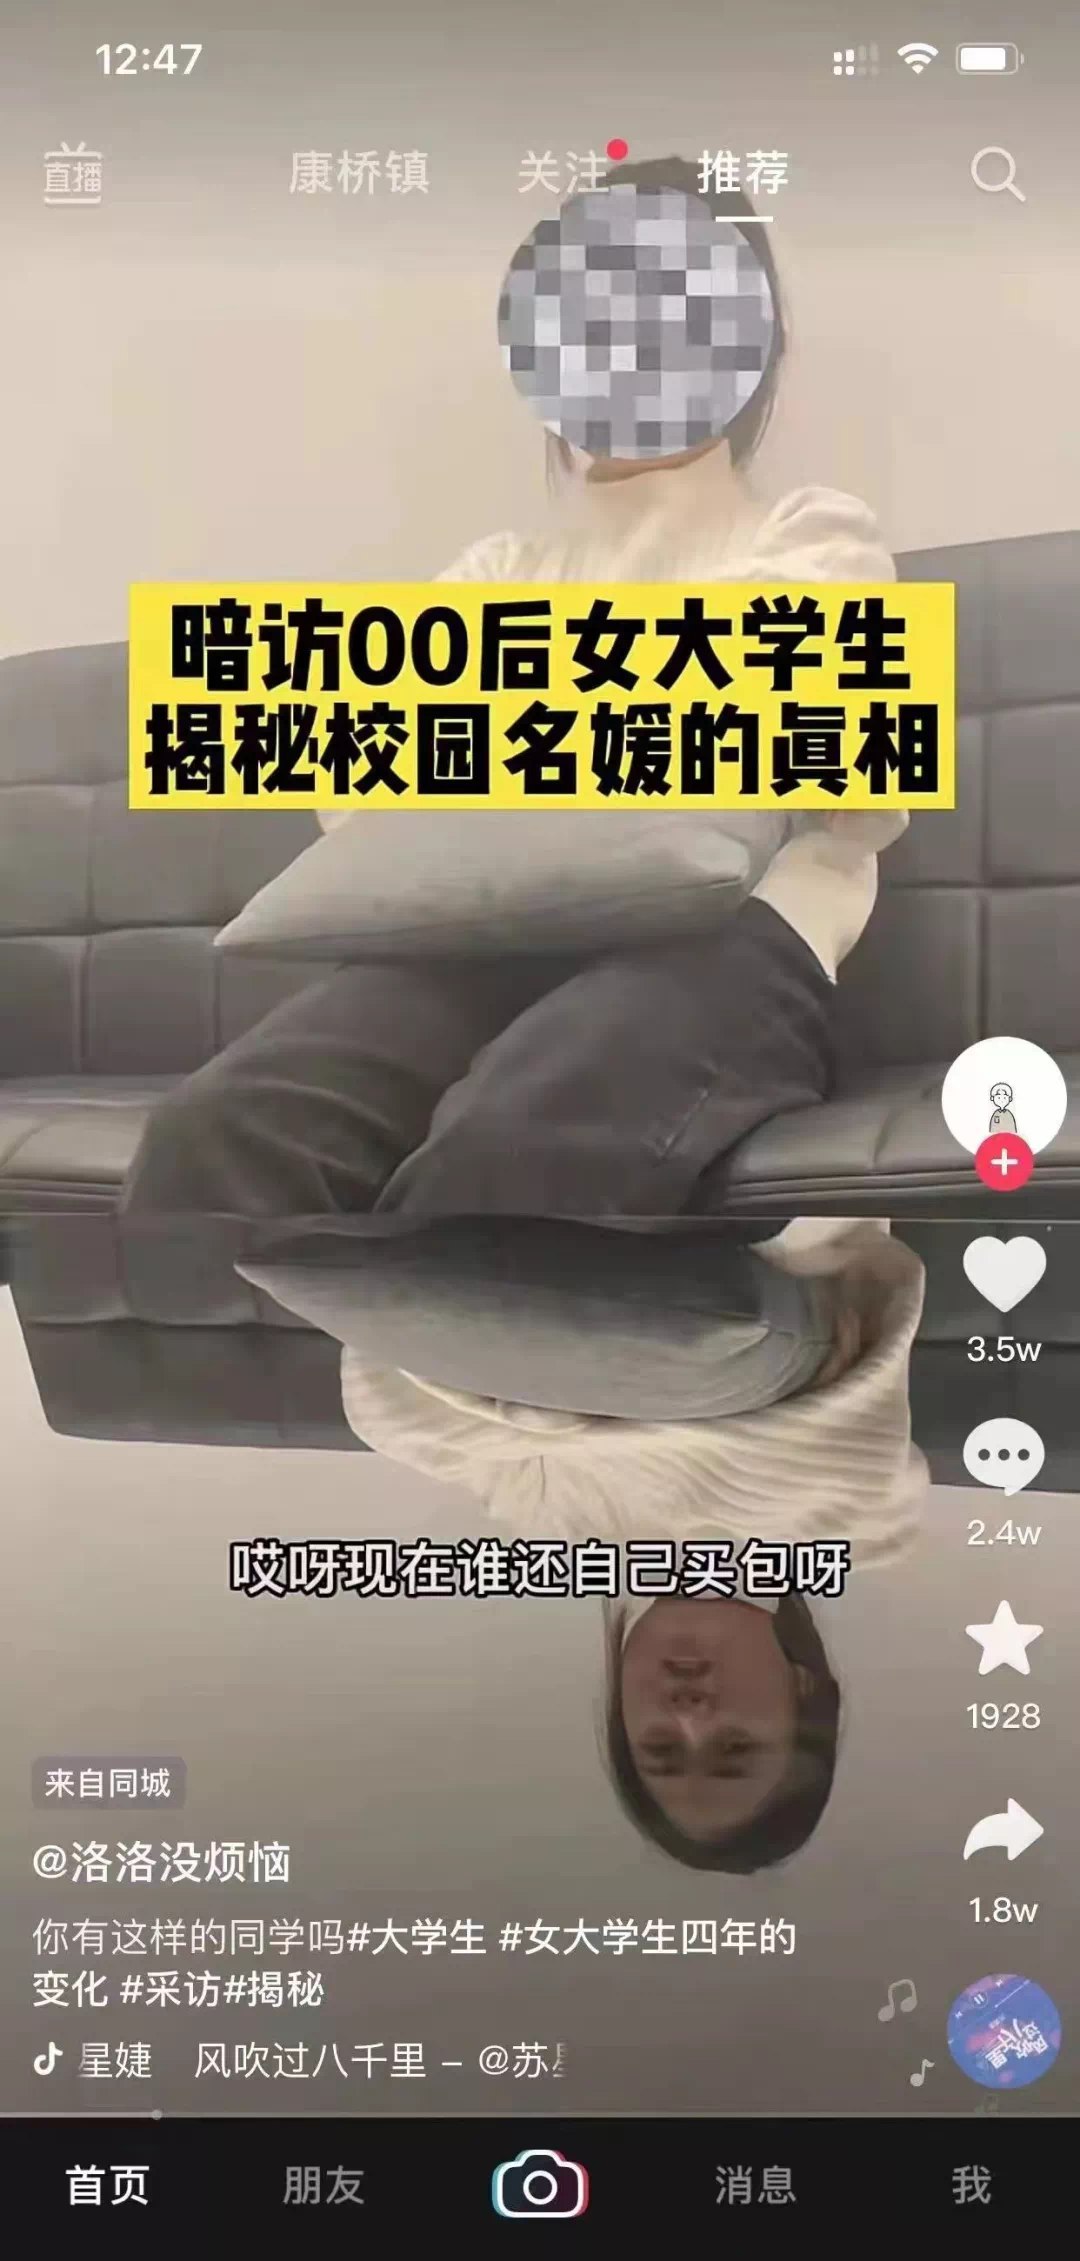 12:47
直播
康桥镇
关注
推荐
暗访00后女大学生
揭秘校园名媛的真相
3.5w
2.4w
哎呀现在谁还自己买包呀
1928
来自同城
1.8w
@洛洛没烦恼
你有这样的同学吗#大学生 #女大学生四年的
变化 #采访#揭秘
星婕 风吹过八千里 – @苏
首页
朋友
消息
我